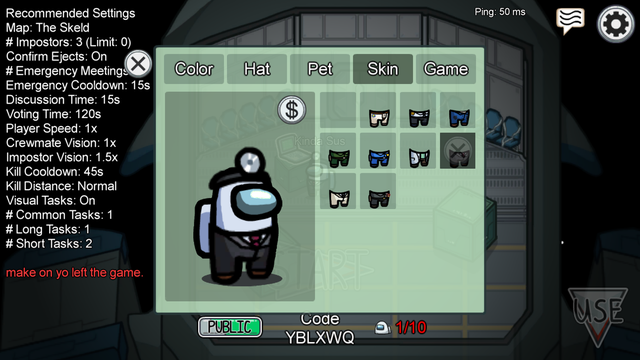 Recommended Settings
Map: The Skeld
# Impostors: 3 (Limit: 0)
Confirm Ejects: On
# Emergency Meetings
Emergency Cooldown: 15s
Discussion Time: 15s
Voting Time: 120s
Player Speed: 1x
Crewmate Vision: 1x
Impostor Vision: 1.5x
Kill Cooldown: 45s
Kill Distance: Normal
Visual Tasks: On
# Common Tasks: 1
# Long Tasks: 1
# Short Tasks: 2
make on yo left the game.
Ping: 50 ms
Color Hat Pet Skin Game
$
PUBLIC
Code
YBLXWQ
1/10
USE